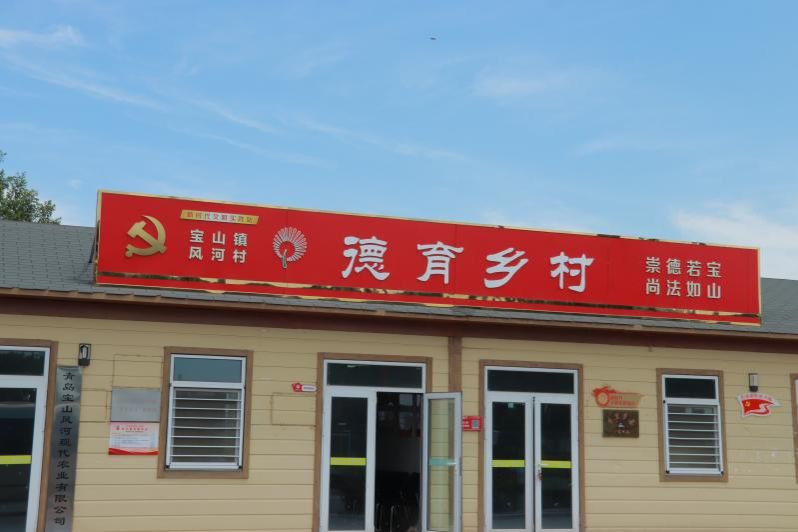 新时代文明实践站
宝山镇
风河村
德育乡村
崇德若宝
尚法如山
青岛宝山风河现代农业有限公司